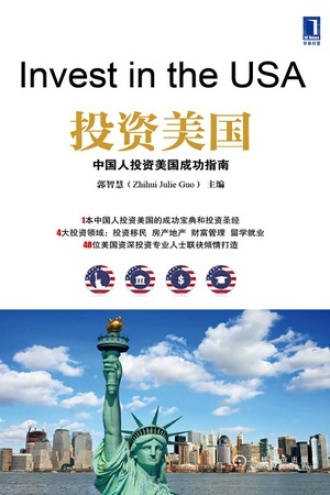 Invest in the USA
投资美国
中国人投资美国成功指南
郭智慧（Zhihui Julie Guo） 主编
1本中国人投资美国的成功宝典和投资圣经
4大投资领域：投资移民 房产地产 财富管理 留学就业
48位美国资深投资专业人士联袂倾情打造